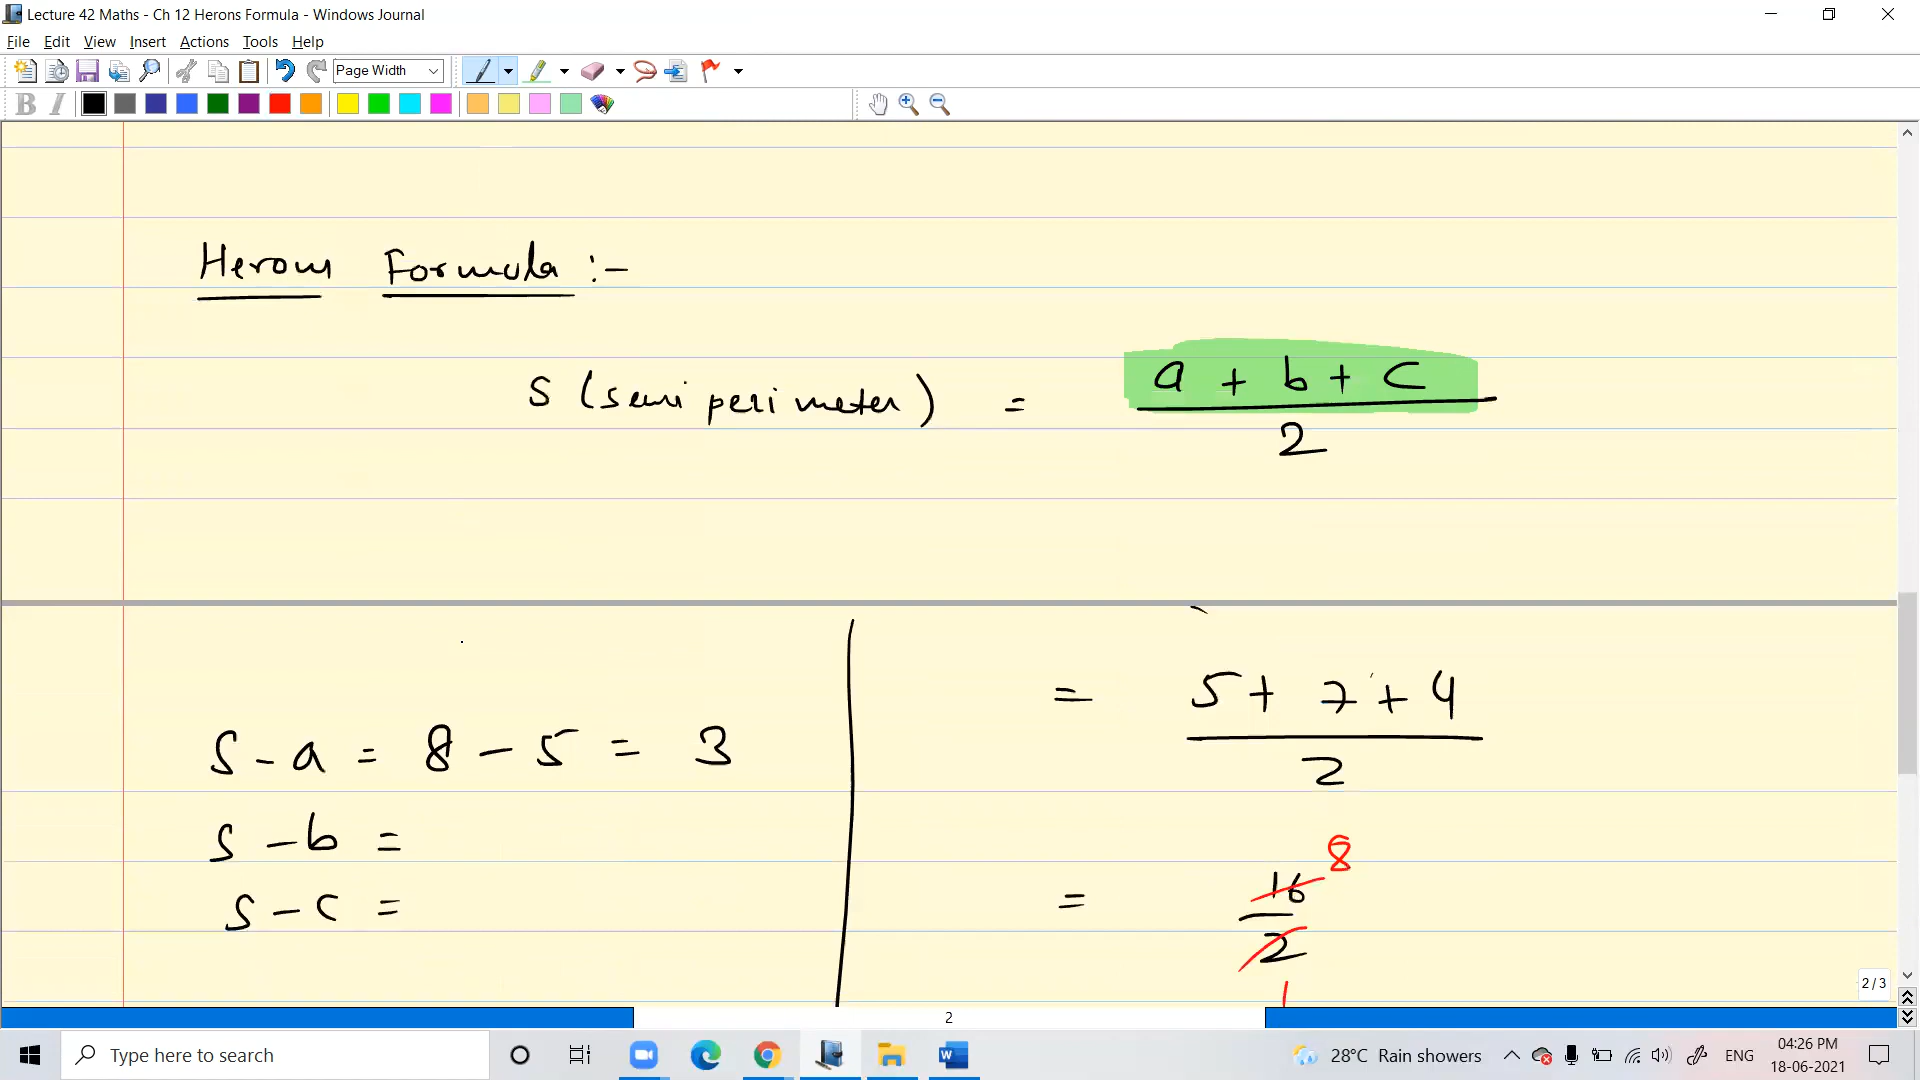 Lecture 42 Maths - Ch 12 Herons Formula - Windows Journal
File Edit View Insert Actions Tools Help
Page Width
B I
Herons Formula :-
S (semi perimeter) = a + b + c
2
= 5 + 7 + 4
2
S - a = 8 - 5 = 3
S - b =
S - c =
8
= 16
2
1
2 / 3
2
Type here to search
28°C Rain showers
ENG
04:26 PM
18-06-2021